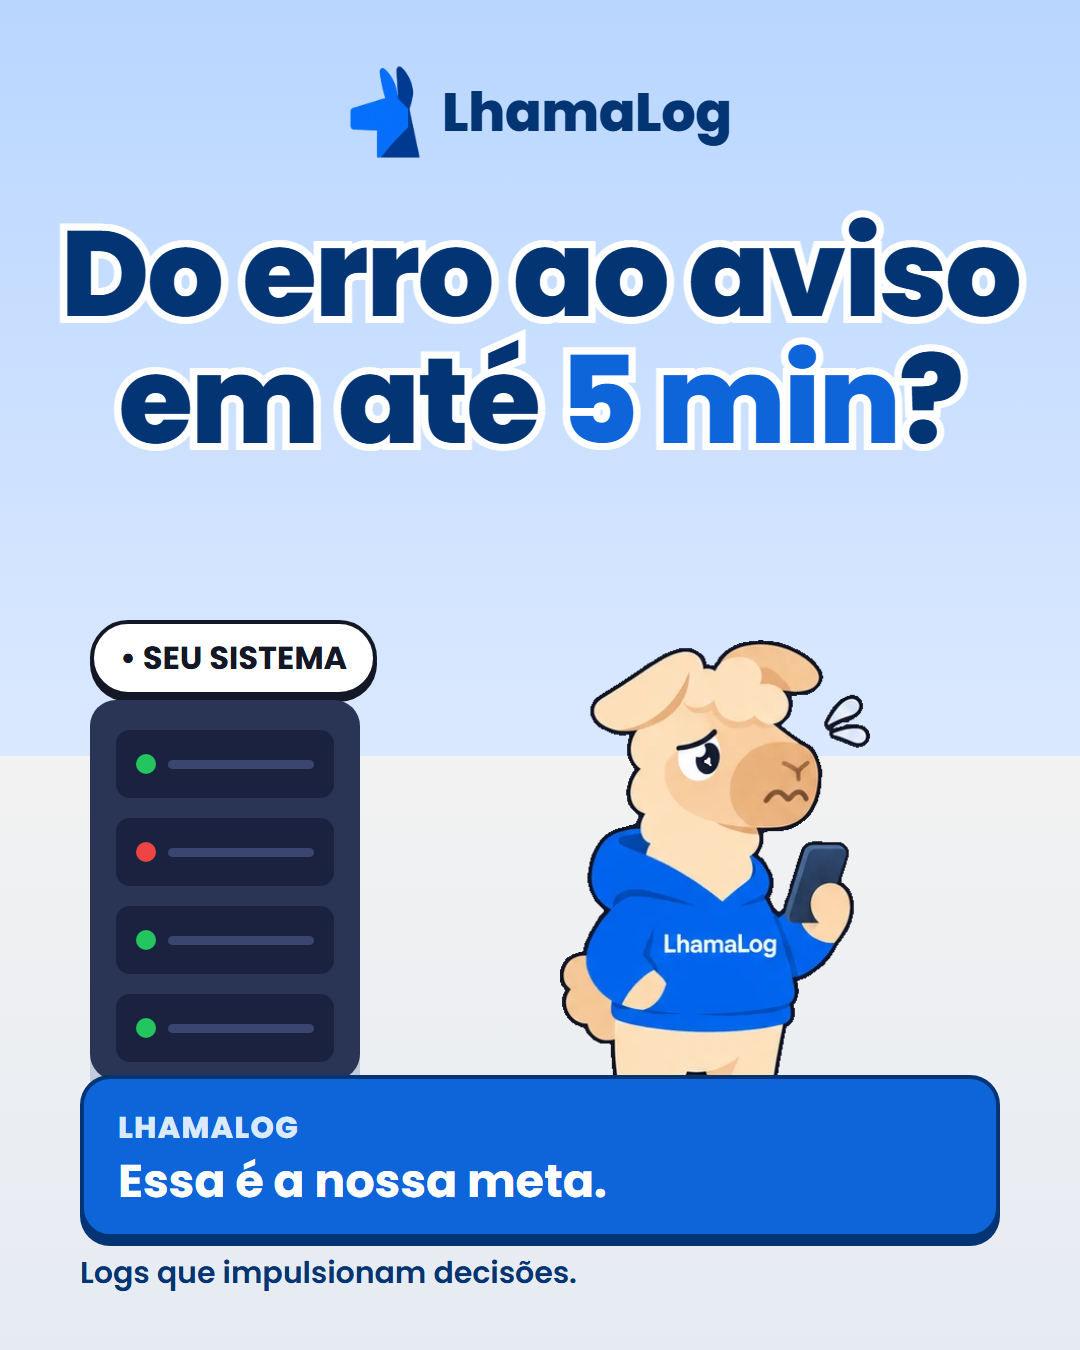 LhamaLog
Do erro ao aviso
em até 5 min?
• SEU SISTEMA
LhamaLog
LHAMALOG
Essa é a nossa meta.
Logs que impulsionam decisões.